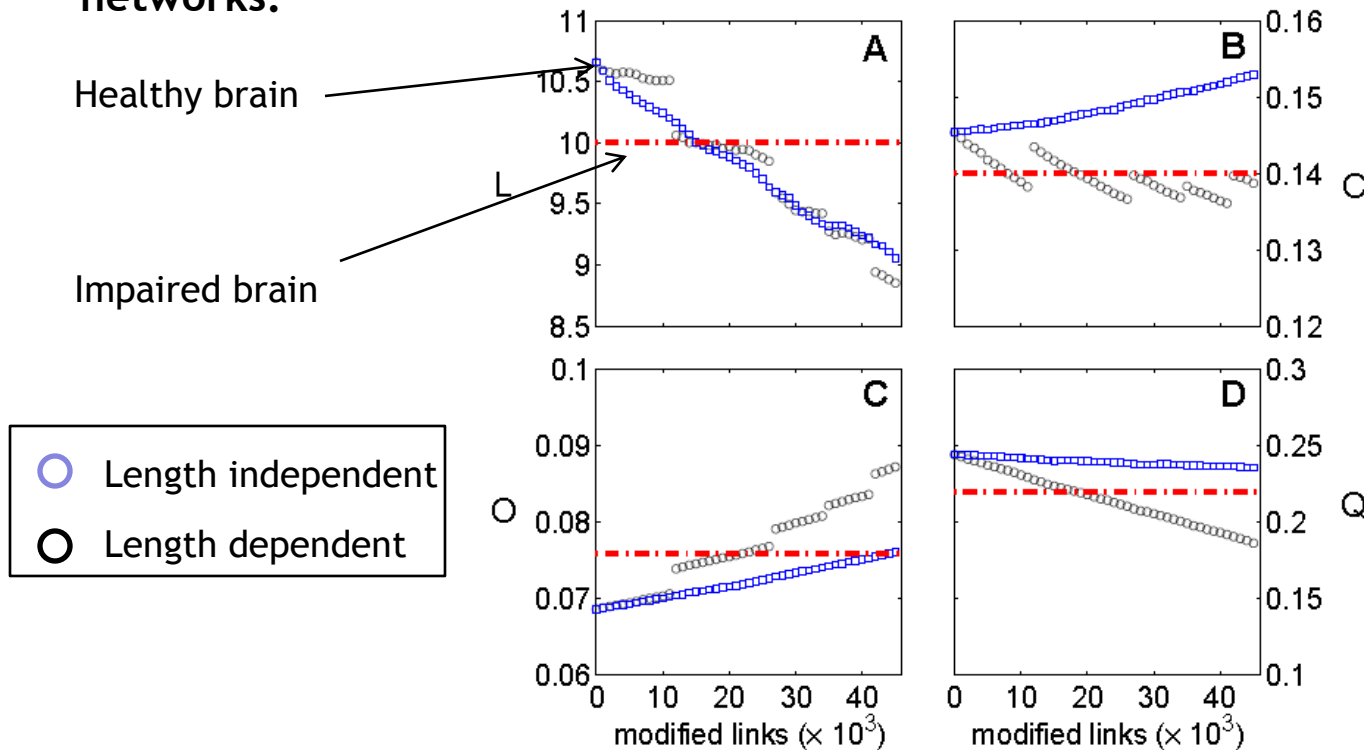 networks.
Healthy brain
Impaired brain
Length independent
Length dependent
11
10.5
10
9.5
9
8.5
L
A
0.16
0.15
0.14
0.13
0.12
C
B
0.1
0.09
0.08
0.07
0.06
O
C
0 10 20 30 40
modified links (× 10³)
0.3
0.25
0.2
0.15
0.1
Q
D
0 10 20 30 40
modified links (× 10³)